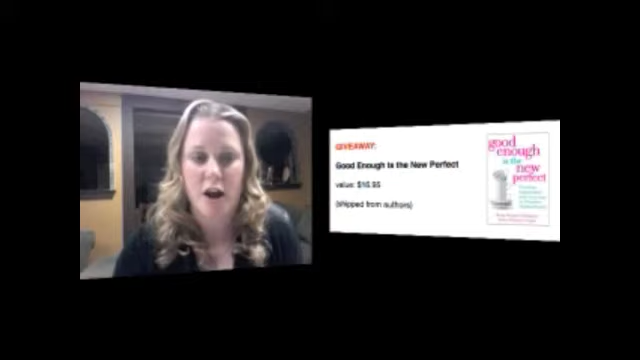 GIVEAWAY:
Good Enough is the New Perfect
value: $16.95
(shipped from authors)
good
enough
is the
new
perfect